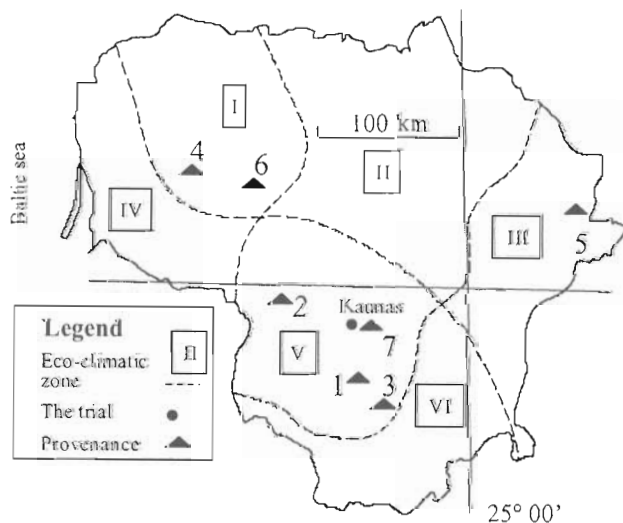 I
100 km
4
6
II
Baltic sea
IV
III
5
2
Kaunas
Legend
II
V
7
Eco-climatic
zone
1
3
The trial
VI
Provenance
25° 00’